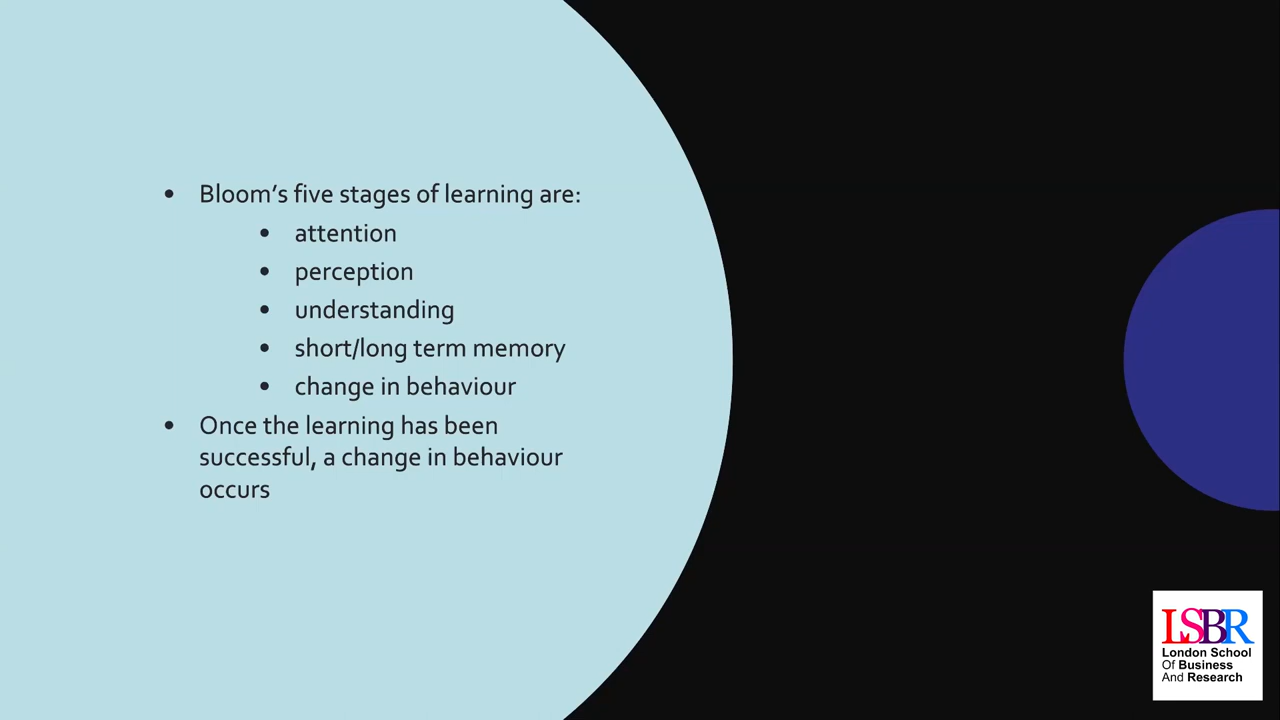 • Bloom’s five stages of learning are:
• attention
• perception
• understanding
• short/long term memory
• change in behaviour
• Once the learning has been
successful, a change in behaviour
occurs
LSBR
London School
Of Business
And Research